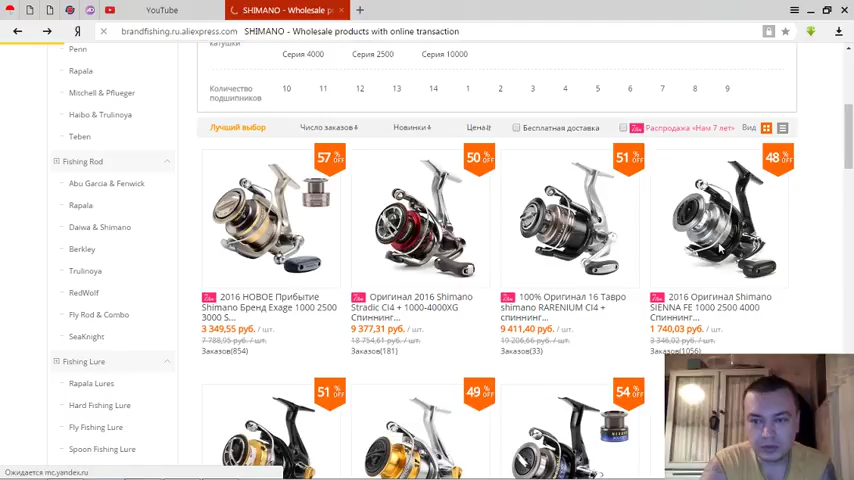 YouTube
SHIMANO - Wholesale pr
Я
brandfishing.ru.aliexpress.com SHIMANO - Wholesale products with online transaction
Penn
Rapala
Mitchell & Pflueger
Haibo & Trulinoya
Teben
Fishing Rod
Abu Garcia & Fenwick
Rapala
Daiwa & Shimano
Berkley
Trulinoya
RedWolf
Fly Rod & Combo
SeaKnight
Fishing Lure
Rapala Lures
Hard Fishing Lure
Fly Fishing Lure
Spoon Fishing Lure
катушки
Серия 4000 Серия 2500 Серия 10000
Количество подшипников 10 11 12 13 14 1 2 3 4 5 6 7 8 9
Лучший выбор Число заказов Новинки Цена Бесплатная доставка Распродажа «Нам 7 лет» Вид
57 % OFF
50 % OFF
51 % OFF
48 % OFF
2016 НОВОЕ Прибытие
Shimano Бренд Exage 1000 2500
3000 S...
3 349,55 руб. / шт.
7 788,95 руб. / шт.
Заказов(854)
Оригинал 2016 Shimano
Stradic CI4 + 1000-4000XG
Спиннинг...
9 377,31 руб. / шт.
18 754,61 руб. / шт.
Заказов(181)
100% Оригинал 16 Тавро
shimano RARENIUM CI4 +
спиннинг...
9 411,40 руб. / шт.
19 206,66 руб. / шт.
Заказов(33)
2016 Оригинал Shimano
SIENNA FE 1000 2500 4000
Спиннинг...
1 740,03 руб. / шт.
3 346,02 руб. / шт.
Заказов(1056)
51 % OFF
49 % OFF
54 % OFF
Ожидается mc.yandex.ru